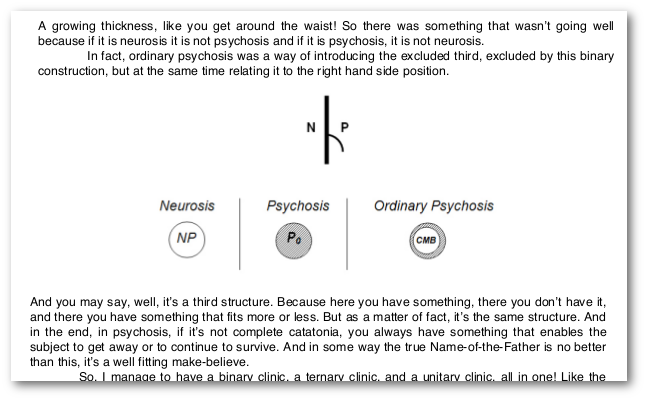 A growing thickness, like you get around the waist! So there was something that wasn't going well
because if it is neurosis it is not psychosis and if it is psychosis, it is not neurosis.
In fact, ordinary psychosis was a way of introducing the excluded third, excluded by this binary
construction, but at the same time relating it to the right hand side position.
N P
Neurosis Psychosis Ordinary Psychosis
NP P₀ CMB
And you may say, well, it's a third structure. Because here you have something, there you don't have it,
and there you have something that fits more or less. But as a matter of fact, it's the same structure. And
in the end, in psychosis, if it's not complete catatonia, you always have something that enables the
subject to get away or to continue to survive. And in some way the true Name-of-the-Father is no better
than this, it's a well fitting make-believe.
So, I manage to have a binary clinic, a ternary clinic, and a unitary clinic, all in one! Like the